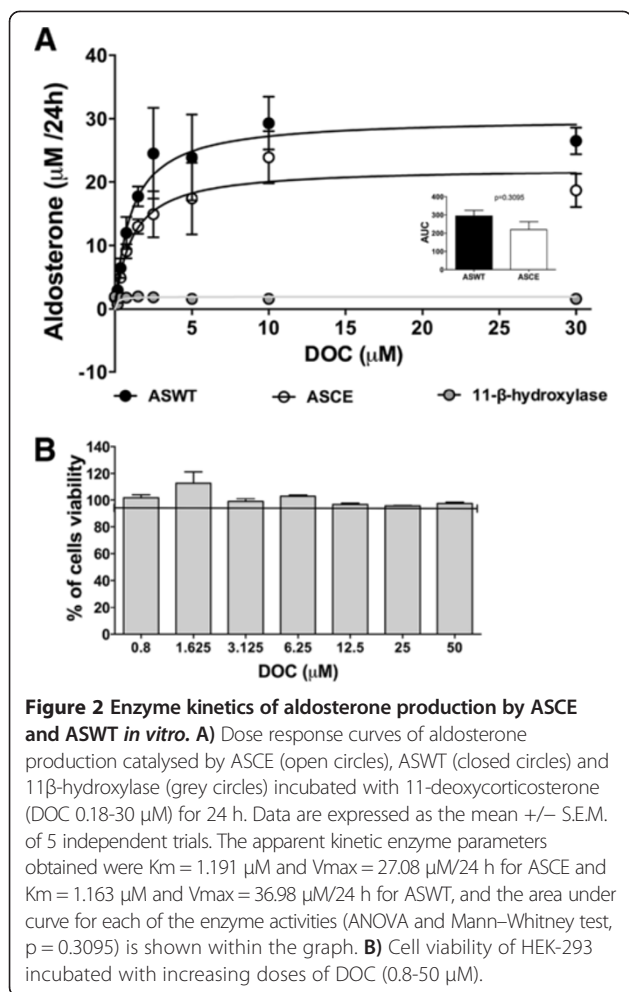 A
Aldosterone (μM /24h)
40
30
20
10
0
-10
5
10
15
20
25
30
DOC (μM)
p=0.3095
AUC
400
300
200
100
0
ASWT
ASCE
ASWT
ASCE
11-β-hydroxylase
B
% of cells viability
140
120
100
80
60
40
20
0
0.8
1.625
3.125
6.25
12.5
25
50
DOC (μM)
Figure 2 Enzyme kinetics of aldosterone production by ASCE
and ASWT in vitro. A) Dose response curves of aldosterone
production catalysed by ASCE (open circles), ASWT (closed circles) and
11β-hydroxylase (grey circles) incubated with 11-deoxycorticosterone
(DOC 0.18-30 μM) for 24 h. Data are expressed as the mean +/− S.E.M.
of 5 independent trials. The apparent kinetic enzyme parameters
obtained were Km = 1.191 μM and Vmax = 27.08 μM/24 h for ASCE and
Km = 1.163 μM and Vmax = 36.98 μM/24 h for ASWT, and the area under
curve for each of the enzyme activities (ANOVA and Mann–Whitney test,
p = 0.3095) is shown within the graph. B) Cell viability of HEK-293
incubated with increasing doses of DOC (0.8-50 μM).